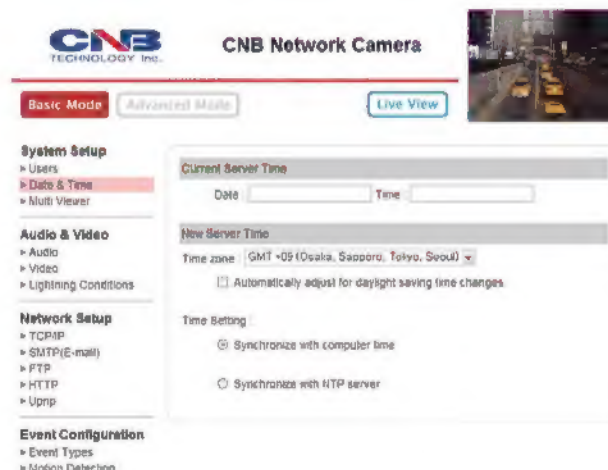 CNB
TECHNOLOGY Inc.
CNB Network Camera
Basic Mode
Advanced Mode
Live View
System Setup
Users
Date & Time
Multi Viewer
Audio & Video
Audio
Video
Lightning Conditions
Network Setup
TCP/IP
SMTP(E-mail)
FTP
HTTP
Upnp
Event Configuration
Event Types
Motion Detection
Current Server Time
Date Time
New Server Time
Time zone GMT +09 (Osaka, Sapporo, Tokyo, Seoul)
Automatically adjust for daylight saving time changes
Time Setting
Synchronize with computer time
Synchronize with NTP server